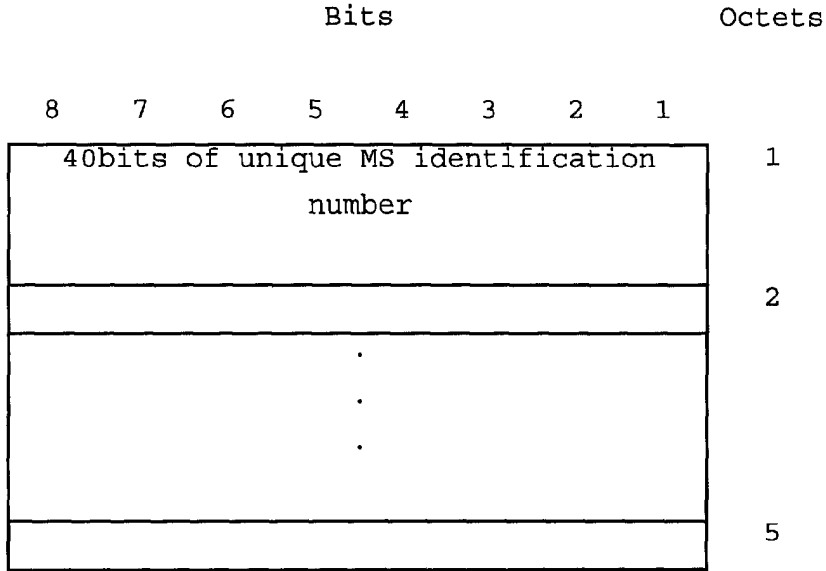 Bits Octets
8 7 6 5 4 3 2 1
40bits of unique MS identification 1
number
2
.
.
.
5